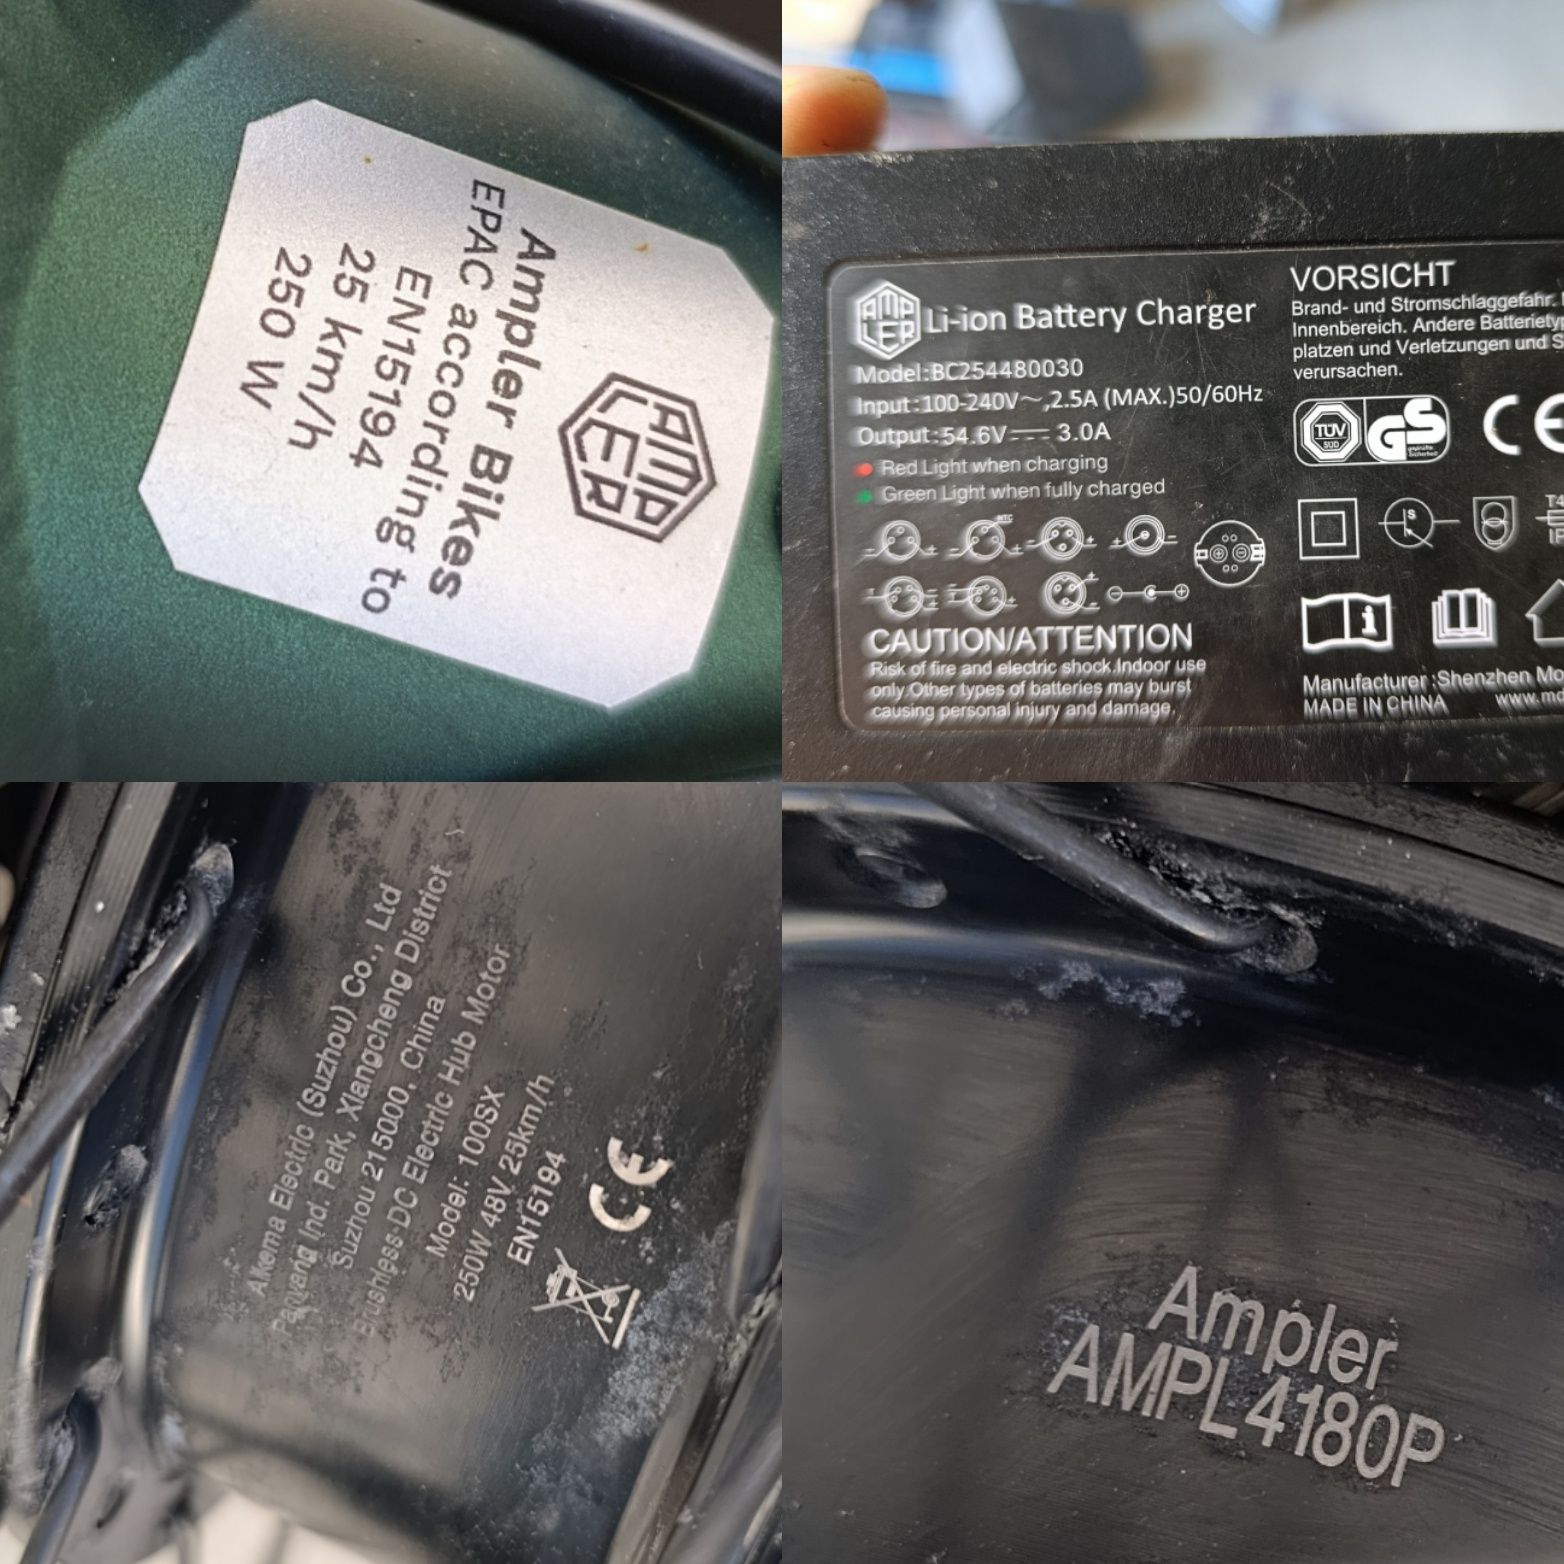 AMP
LER
Ampler Bikes
EPAC according to
EN15194
25 km/h
250 W
AMP
LER
Li-ion Battery Charger
Model:BC254480030
Input:100-240V~,2.5A (MAX.)50/60Hz
Output:54.6V 3.0A
Red Light when charging
Green Light when fully charged
CAUTION/ATTENTION
Risk of fire and electric shock.Indoor use
only.Other types of batteries may burst
causing personal injury and damage.
VORSICHT
Brand- und Stromschlaggefahr.
Innenbereich. Andere
platzen und Verletzungen und
verursachen.
TÜV
SÜD
GS
geprüfte
Sicherheit
CE
S
i
Manufacturer :Shenzhen
MADE IN CHINA
Akema Electric (Suzhou) Co., Ltd
Ind. Park, Xiangcheng District
Suzhou 215000, China
Brushless-DC Electric Hub Motor
Model: 100SX
250W 48V 25km/h
EN15194
CE
Ampler
AMPL4180P